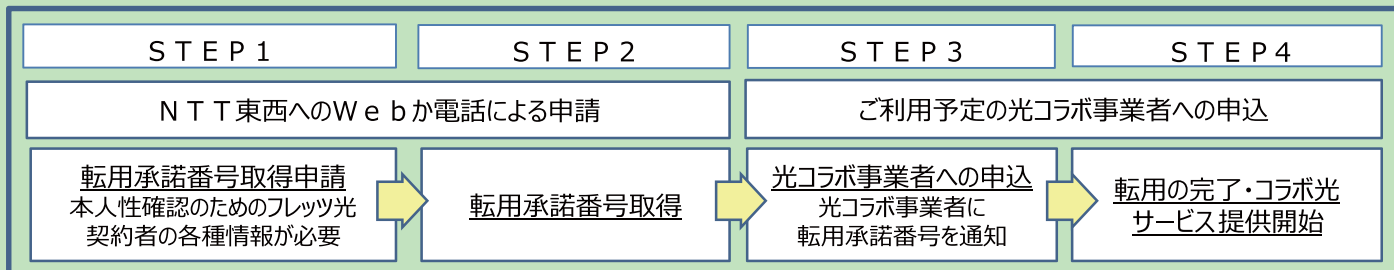 ＳＴＥＰ１
ＳＴＥＰ２
ＳＴＥＰ３
ＳＴＥＰ４
ＮＴＴ東西へのＷｅｂか電話による申請
ご利用予定の光コラボ事業者への申込
転用承諾番号取得申請
本人性確認のためのフレッツ光
契約者の各種情報が必要
転用承諾番号取得
光コラボ事業者への申込
光コラボ事業者に
転用承諾番号を通知
転用の完了・コラボ光
サービス提供開始